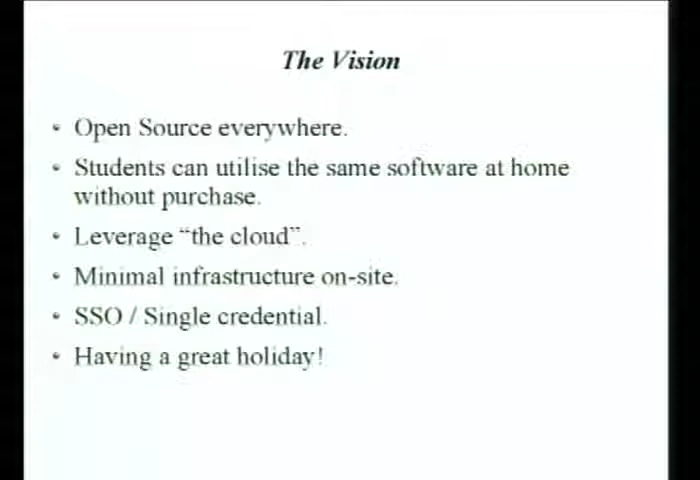 The Vision
• Open Source everywhere.
• Students can utilise the same software at home
without purchase.
• Leverage “the cloud”.
• Minimal infrastructure on-site.
• SSO / Single credential.
• Having a great holiday!